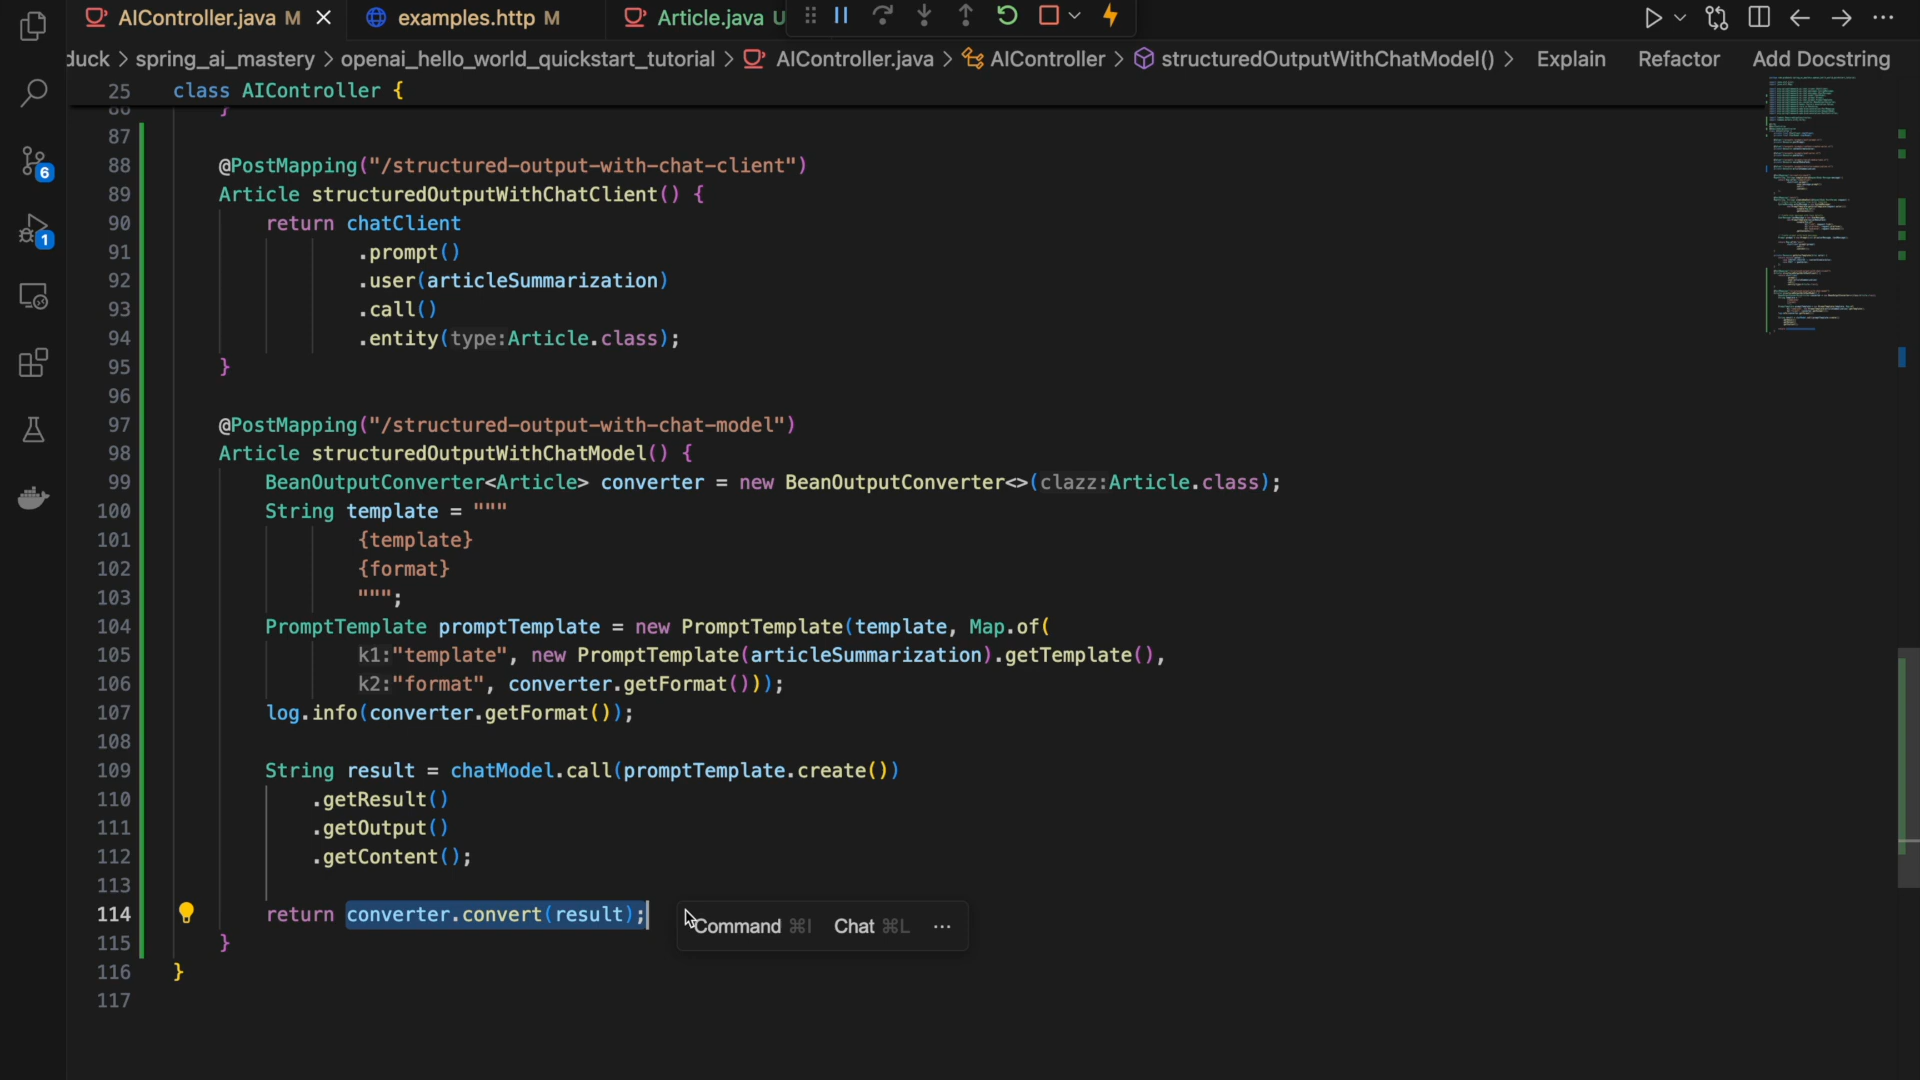 AIController.java M
examples.http M
Article.java U
duck > spring_ai_mastery > openai_hello_world_quickstart_tutorial > AIController.java > AIController > structuredOutputWithChatModel() > Explain Refactor Add Docstring
25 class AIController {
86 }
87
88 @PostMapping("/structured-output-with-chat-client")
89 Article structuredOutputWithChatClient() {
90 return chatClient
91 .prompt()
92 .user(articleSummarization)
93 .call()
94 .entity(type:Article.class);
95 }
96
97 @PostMapping("/structured-output-with-chat-model")
98 Article structuredOutputWithChatModel() {
99 BeanOutputConverter<Article> converter = new BeanOutputConverter<>(clazz:Article.class);
100 String template = """
101 {template}
102 {format}
103 """;
104 PromptTemplate promptTemplate = new PromptTemplate(template, Map.of(
105 k1:"template", new PromptTemplate(articleSummarization).getTemplate(),
106 k2:"format", converter.getFormat()));
107 log.info(converter.getFormat());
108
109 String result = chatModel.call(promptTemplate.create())
110 .getResult()
111 .getOutput()
112 .getContent();
113
114 return converter.convert(result);
Command ⌘I Chat ⌘L ...
115 }
116 }
117
6
1